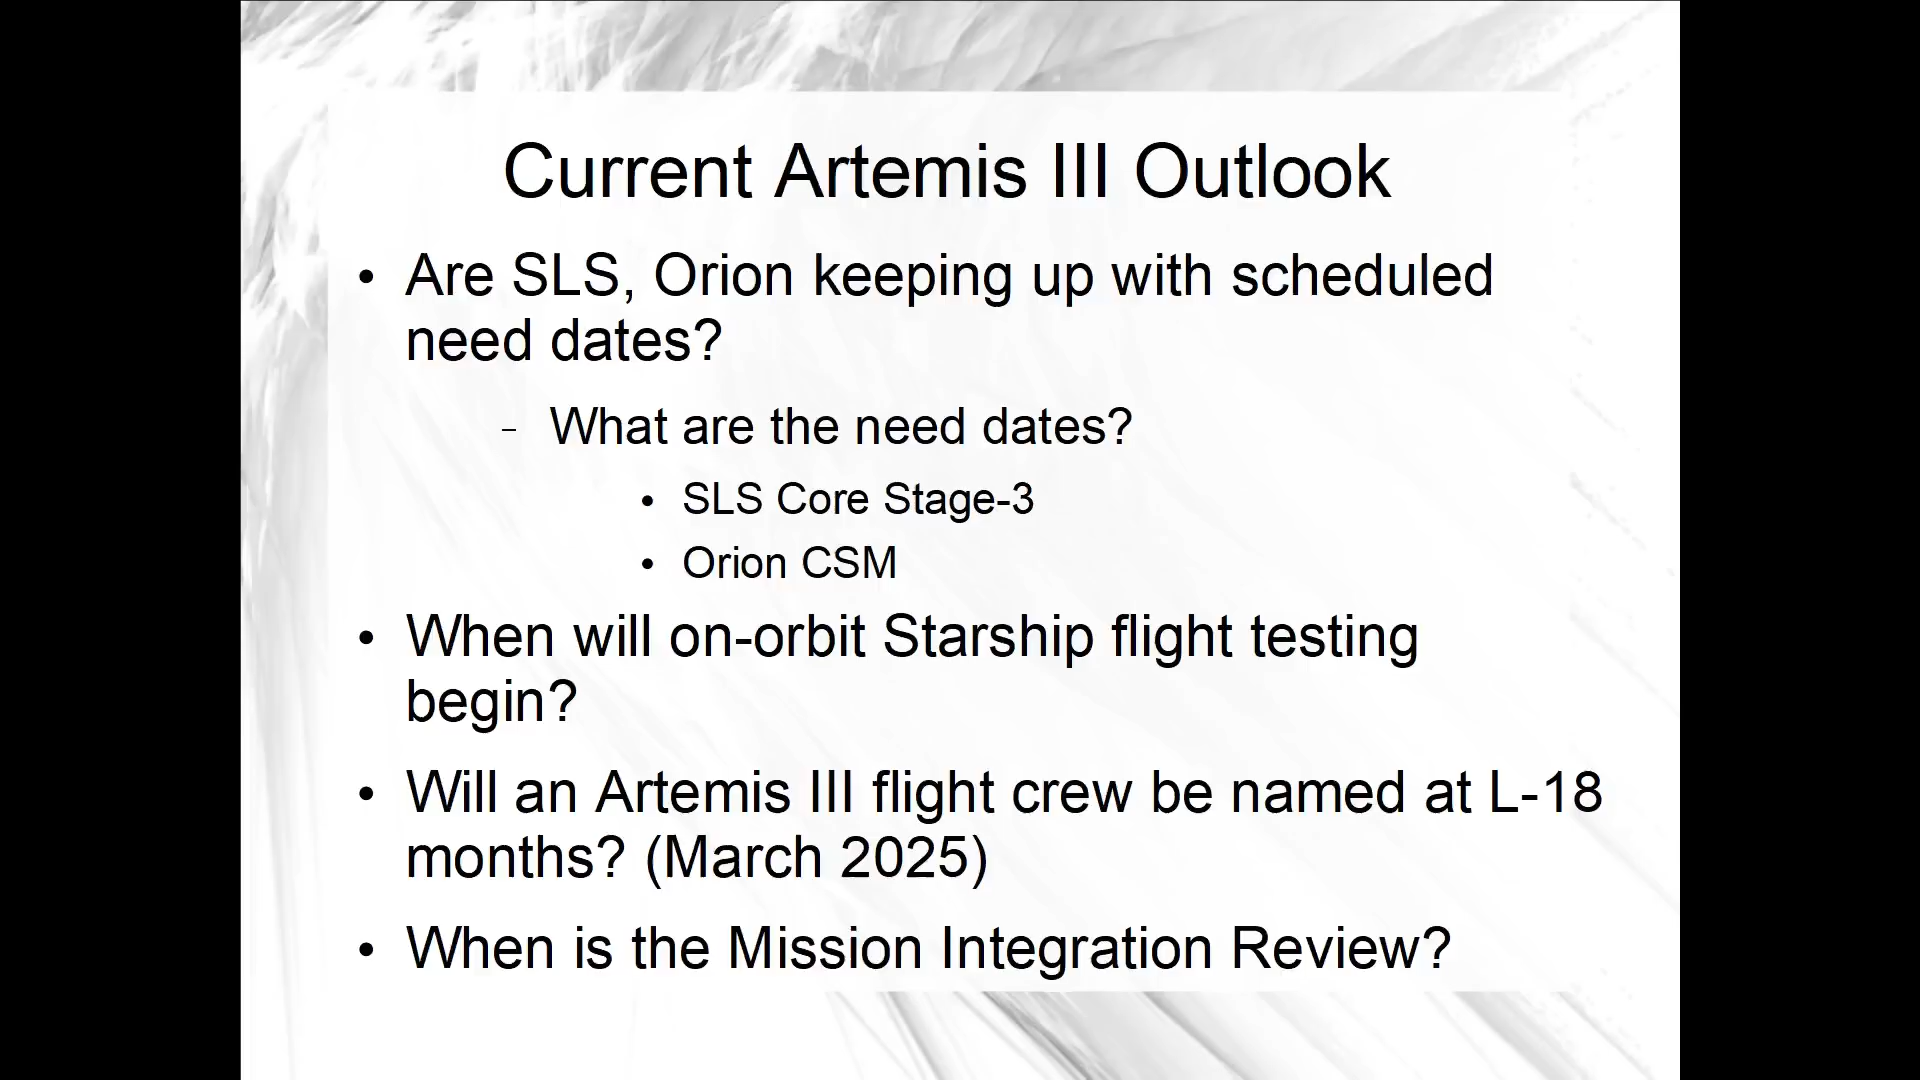 Current Artemis III Outlook
• Are SLS, Orion keeping up with scheduled
need dates?
– What are the need dates?
• SLS Core Stage-3
• Orion CSM
• When will on-orbit Starship flight testing
begin?
• Will an Artemis III flight crew be named at L-18
months? (March 2025)
• When is the Mission Integration Review?